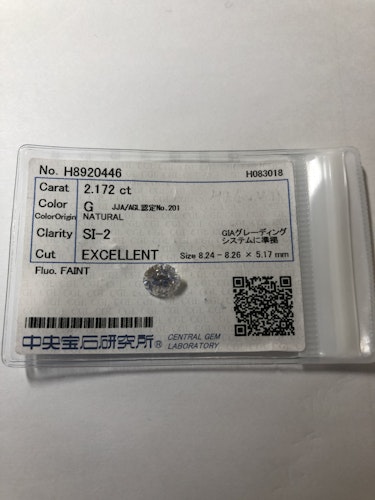 No. H8920446 H083018
Carat 2.172 ct
Color G JJA/AGL認定No.201
ColorOrigin NATURAL
Clarity SI-2 GIAグレーディング
システムに準拠
Cut EXCELLENT Size 8.24 - 8.26 × 5.17 mm
Fluo. FAINT
中央宝石研究所® CENTRAL GEM
LABORATORY